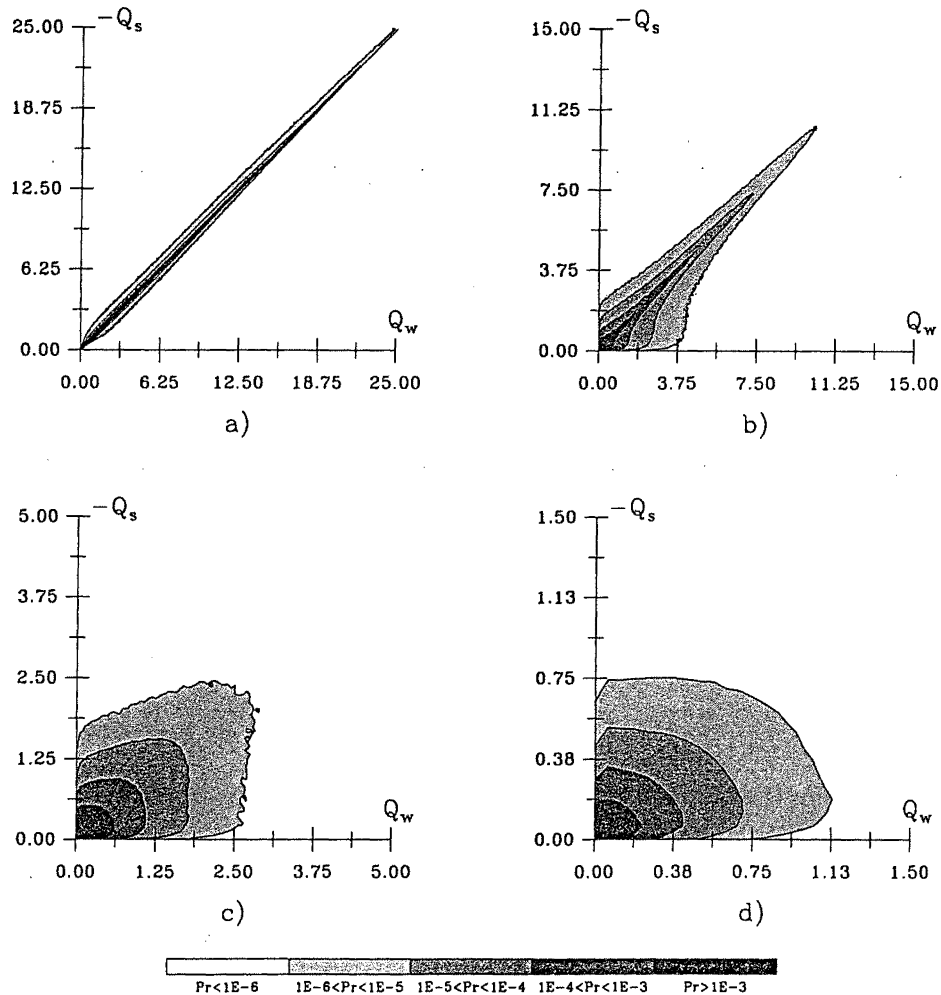 −Qs
25.00
18.75
12.50
6.25
0.00
Qw
0.00 6.25 12.50 18.75 25.00
a)
−Qs
15.00
11.25
7.50
3.75
0.00
Qw
0.00 3.75 7.50 11.25 15.00
b)
−Qs
5.00
3.75
2.50
1.25
0.00
Qw
0.00 1.25 2.50 3.75 5.00
c)
−Qs
1.50
1.13
0.75
0.38
0.00
Qw
0.00 0.38 0.75 1.13 1.50
d)
Pr<1E−6 1E−6<Pr<1E−5 1E−5<Pr<1E−4 1E−4<Pr<1E−3 Pr>1E−3